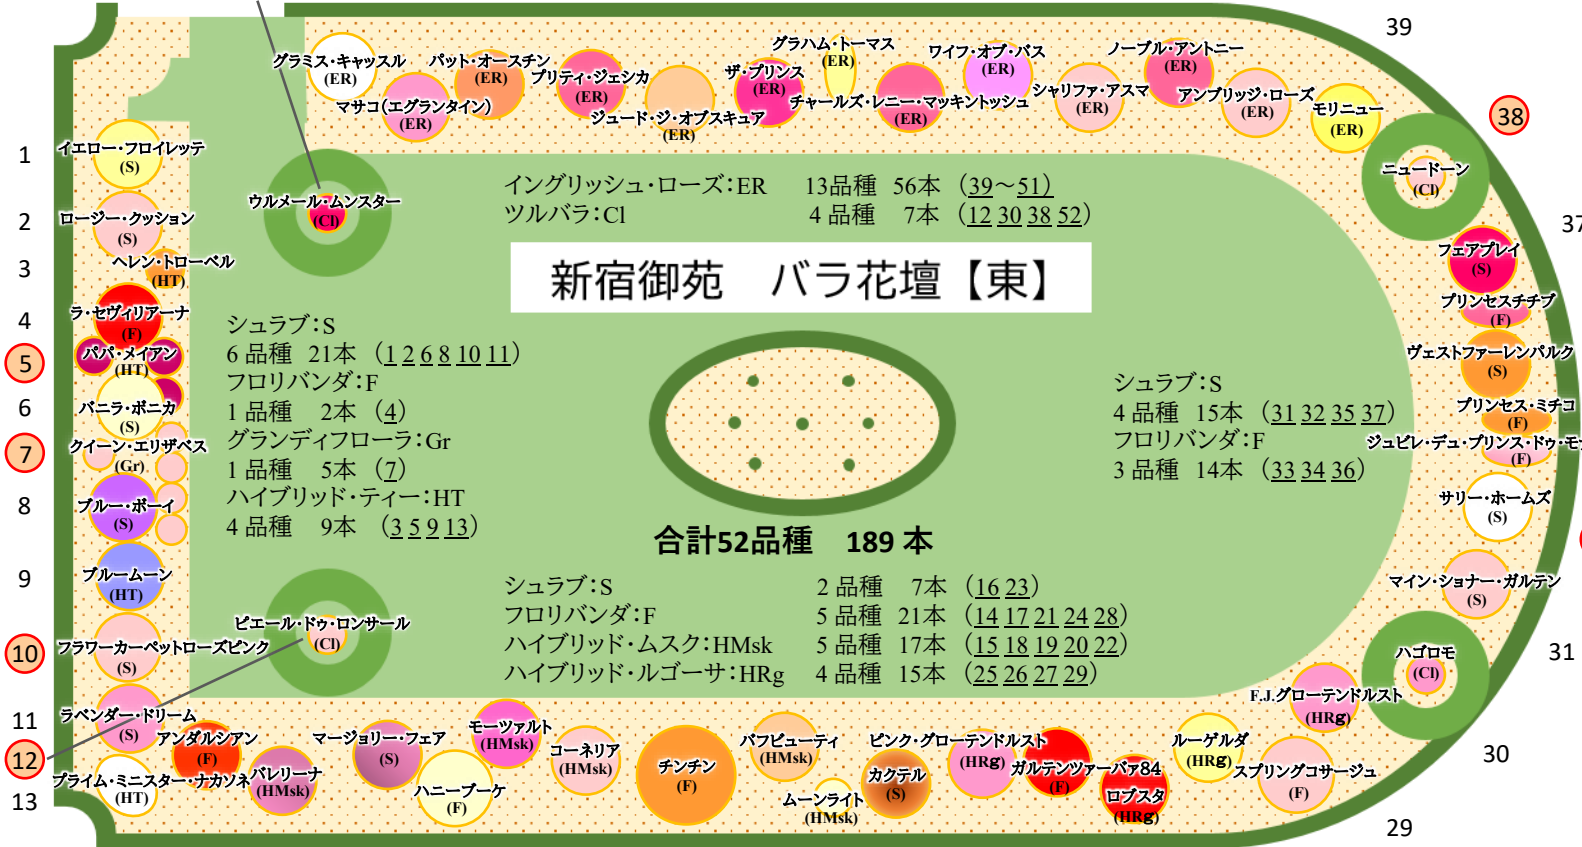 39
グラミス・キャッスル
(ER)
マサコ(エグランタイン)
(ER)
パット・オースチン
(ER)
プリティ・ジェシカ
(ER)
ジュード・ジ・オブスキュア
(ER)
ザ・プリンス
(ER)
グラハム・トーマス
(ER)
チャールズ・レニー・マッキントッシュ
(ER)
ワイフ・オブ・バス
(ER)
シャリファ・アスマ
(ER)
ノーブル・アントニー
(ER)
アンブリッジ・ローズ
(ER)
モリニュー
(ER)
38
ニュードーン
(Cl)
37
1
イエロー・フロイレッテ
(S)
2
ロージー・クッション
(S)
3
ヘレン・トローベル
(HT)
4
ラ・セヴィリアーナ
(F)
5
パパ・メイアン
(HT)
6
バニラ・ボニカ
(S)
7
クイーン・エリザベス
(Gr)
8
ブルー・ボーイ
(S)
9
ブルームーン
(HT)
10
フラワーカーペットローズピンク
(S)
11
ラベンダー・ドリーム
(S)
12
プライム・ミニスター・ナカソネ
(HT)
13
ウルメール・ムンスター
(Cl)
イングリッシュ・ローズ:ER 13品種 56本 (39~51)
ツルバラ:Cl 4 品種 7本 (12 30 38 52)
新宿御苑 バラ花壇【東】
シュラブ:S
6 品種 21本 (1 2 6 8 10 11)
フロリバンダ:F
1 品種 2本 (4)
グランディフローラ:Gr
1 品種 5本 (7)
ハイブリッド・ティー:HT
4 品種 9本 (3 5 9 13)
シュラブ:S
4 品種 15本 (31 32 35 37)
フロリバンダ:F
3 品種 14本 (33 34 36)
合計52品種 189 本
シュラブ:S 2 品種 7本 (16 23)
フロリバンダ:F 5 品種 21本 (14 17 21 24 28)
ハイブリッド・ムスク:HMsk 5 品種 17本 (15 18 19 20 22)
ハイブリッド・ルゴーサ:HRg 4 品種 15本 (25 26 27 29)
ピエール・ドゥ・ロンサール
(Cl)
フェアプレイ
(S)
プリンセスチチブ
(F)
ヴェストファーレンパルク
(S)
プリンセス・ミチコ
(F)
ジュビレ・デュ・プリンス・ドゥ・モ
(F)
サリー・ホームズ
(S)
マイン・ショナー・ガルテン
(S)
31
ハゴロモ
(Cl)
30
アンダルシアン
(F)
バレリーナ
(HMsk)
マージョリー・フェア
(S)
ハニーブーケ
(F)
モーツァルト
(HMsk)
コーネリア
(HMsk)
チンチン
(F)
バフビューティ
(HMsk)
ムーンライト
(HMsk)
カクテル
(S)
ピンク・グローテンドルスト
(HRg)
ガルテンツァーバァ84
(F)
ロブスタ
(HRg)
ルーゲルダ
(HRg)
スプリングコサージュ
(F)
F.J.グローテンドルスト
(HRg)
29